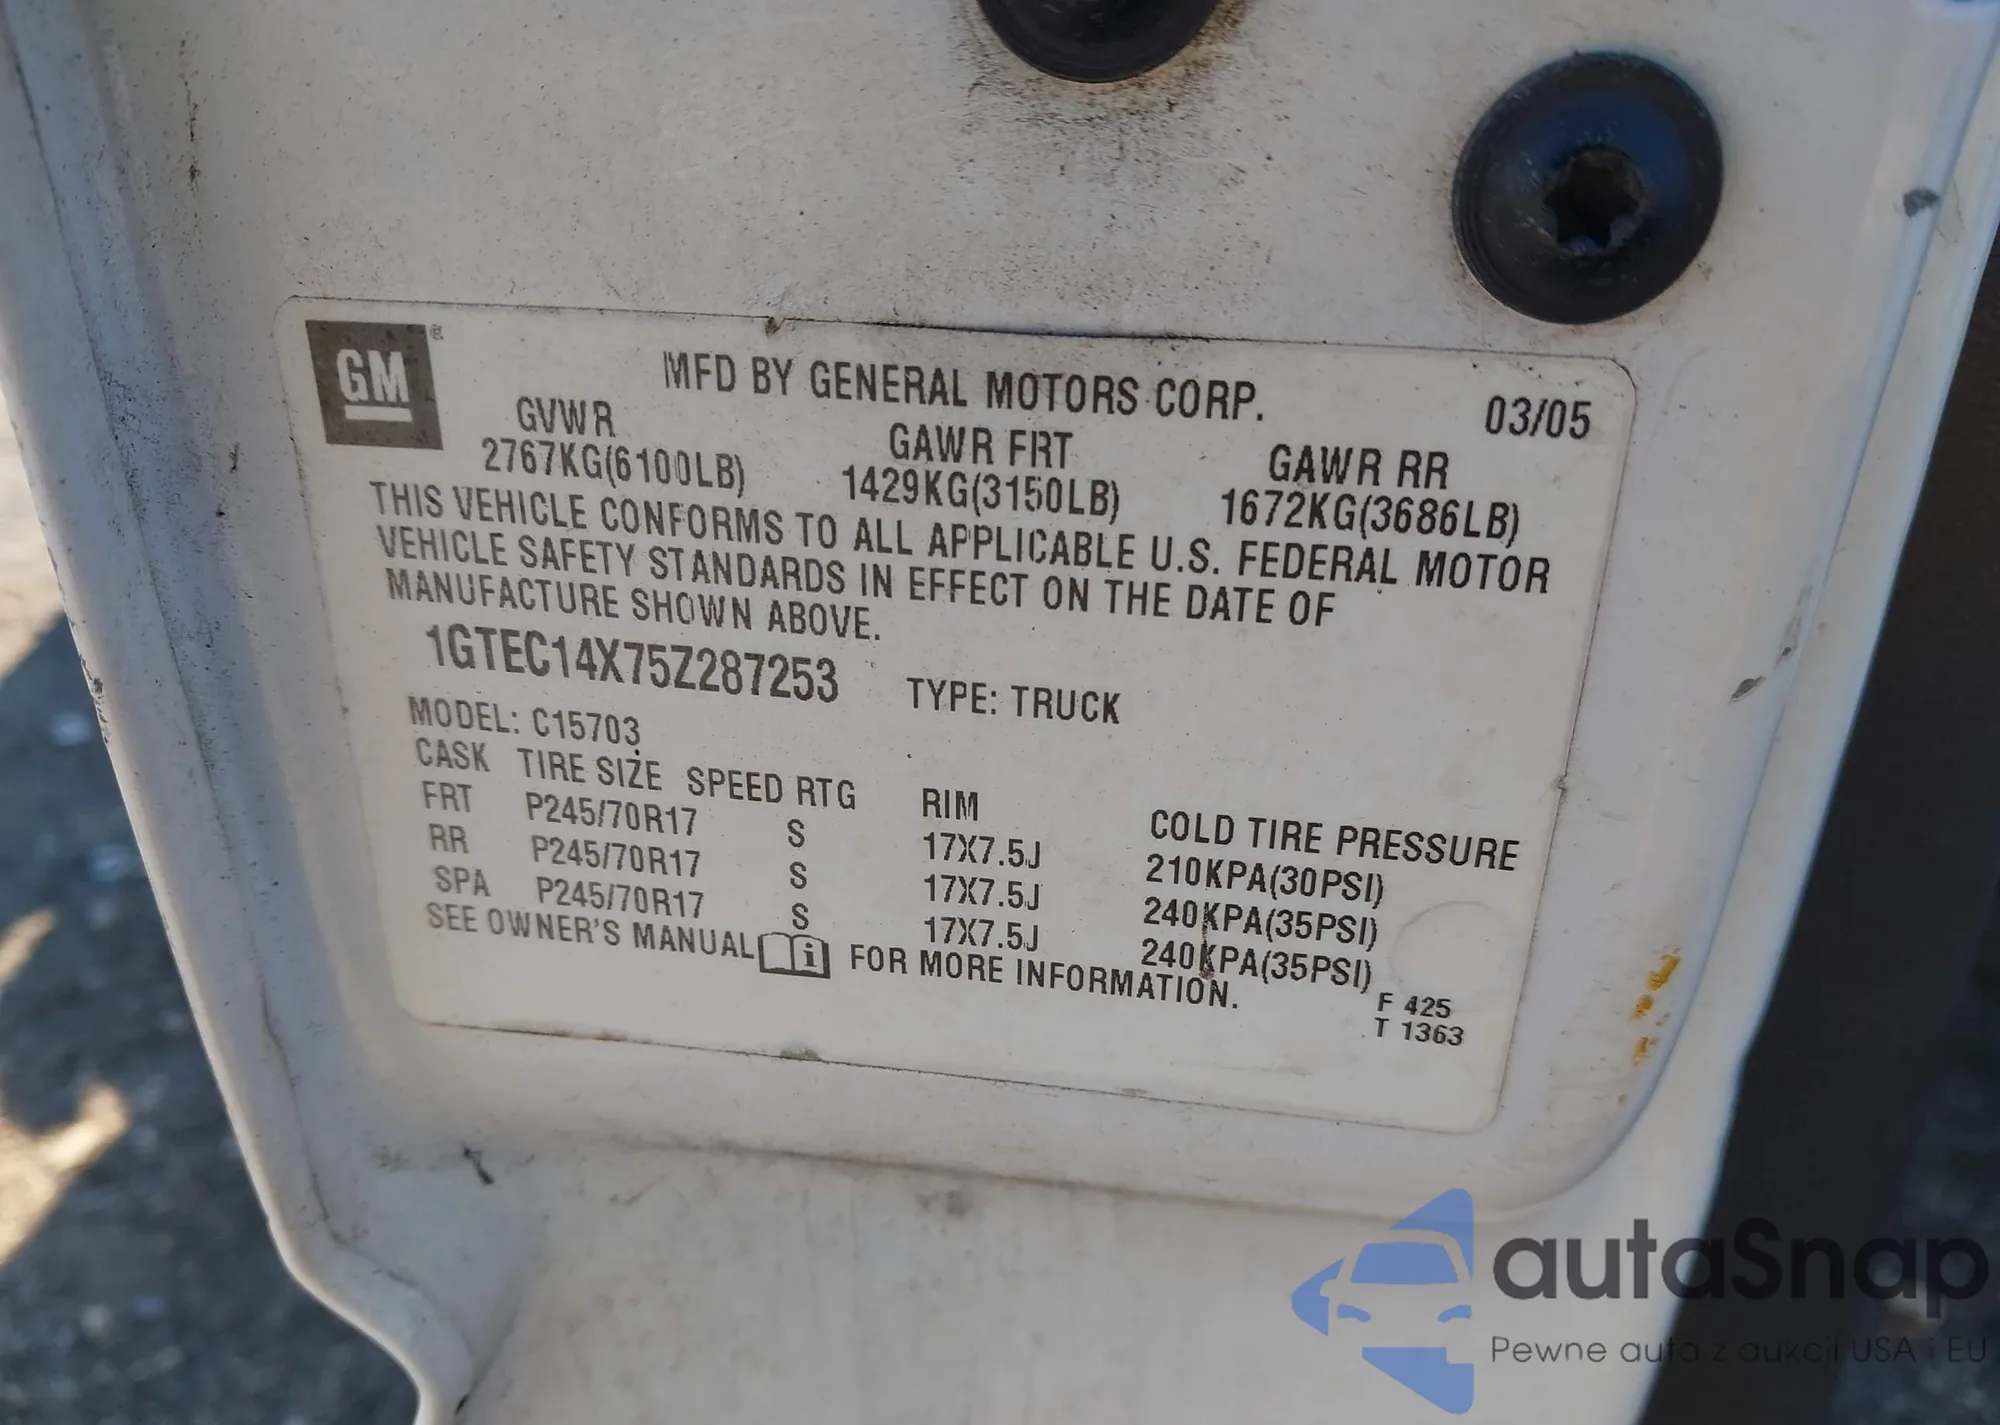 GM
MFD BY GENERAL MOTORS CORP. 03/05
GVWR GAWR FRT GAWR RR
2767KG(6100LB) 1429KG(3150LB) 1672KG(3686LB)
THIS VEHICLE CONFORMS TO ALL APPLICABLE U.S. FEDERAL MOTOR
VEHICLE SAFETY STANDARDS IN EFFECT ON THE DATE OF
MANUFACTURE SHOWN ABOVE.
1GTEC14X75Z287253 TYPE: TRUCK
MODEL: C15703
CASK TIRE SIZE SPEED RTG RIM COLD TIRE PRESSURE
FRT P245/70R17 S 17X7.5J 210KPA(30PSI)
RR P245/70R17 S 17X7.5J 240KPA(35PSI)
SPA P245/70R17 S 17X7.5J 240KPA(35PSI)
SEE OWNER'S MANUAL i FOR MORE INFORMATION.
F 425
T 1363
autaSnap
Pewne auta z aukcji USA i EU